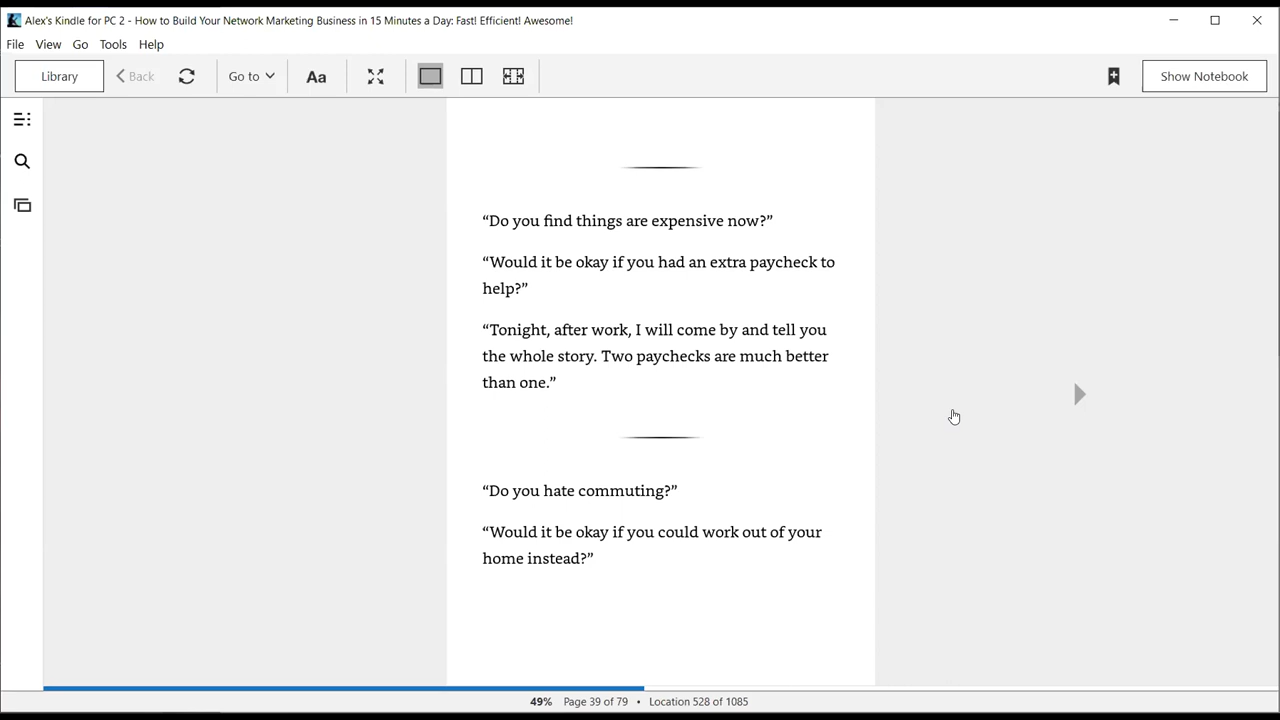 Alex's Kindle for PC 2 - How to Build Your Network Marketing Business in 15 Minutes a Day: Fast! Efficient! Awesome!
File View Go Tools Help
Library Back Go to Aa Show Notebook
“Do you find things are expensive now?”
“Would it be okay if you had an extra paycheck to
help?”
“Tonight, after work, I will come by and tell you
the whole story. Two paychecks are much better
than one.”
“Do you hate commuting?”
“Would it be okay if you could work out of your
home instead?”
49% Page 39 of 79 • Location 528 of 1085